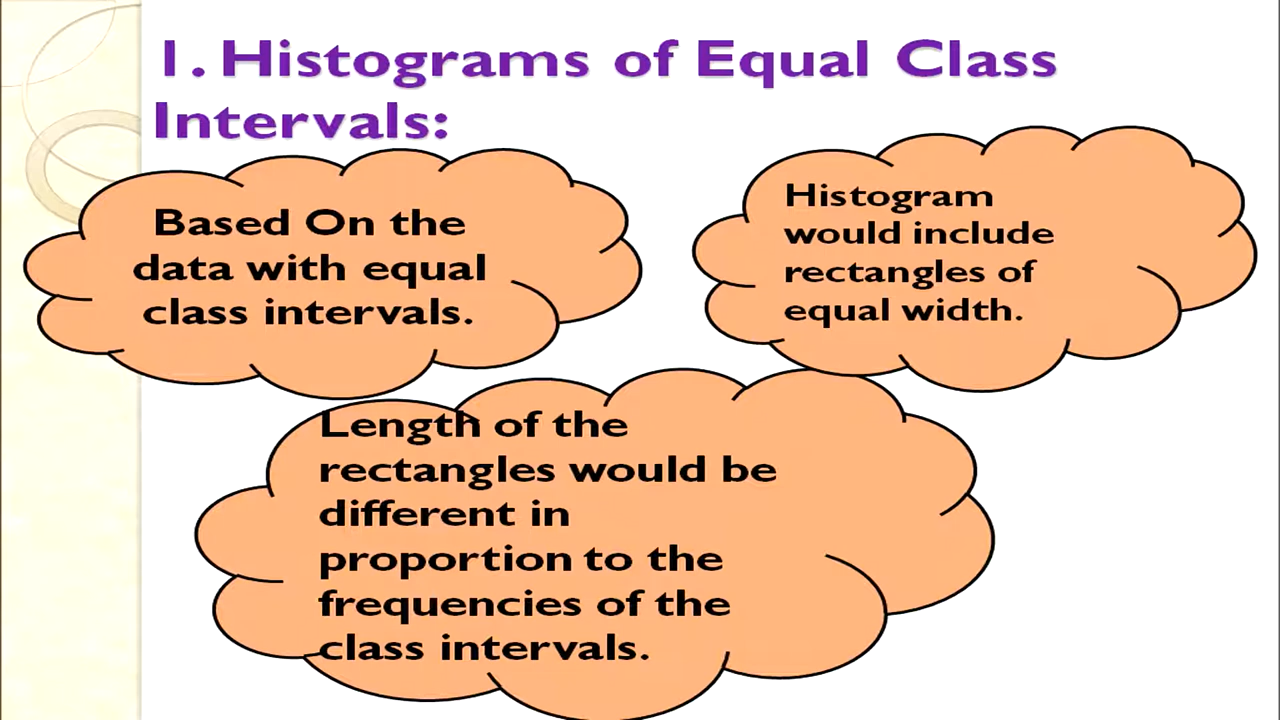 1. Histograms of Equal Class
Intervals:
Based On the
data with equal
class intervals.
Histogram
would include
rectangles of
equal width.
Length of the
rectangles would be
different in
proportion to the
frequencies of the
class intervals.